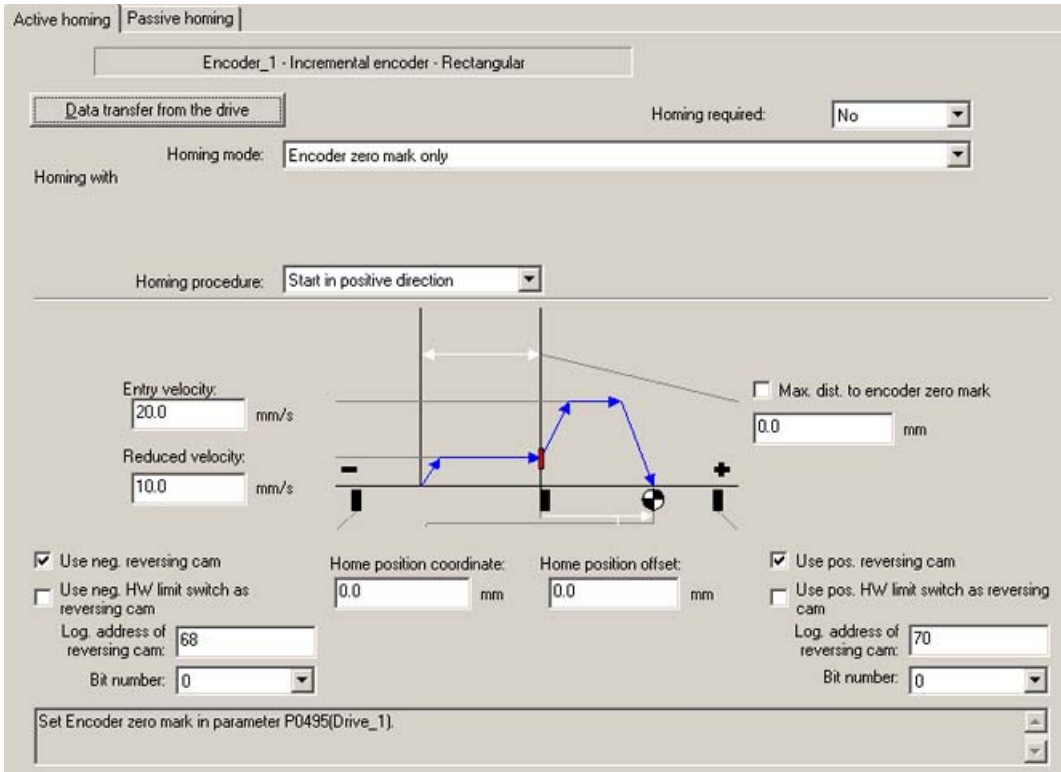 Active homing Passive homing
Encoder_1 - Incremental encoder - Rectangular
Data transfer from the drive
Homing required: No
Homing mode: Encoder zero mark only
Homing with
Homing procedure: Start in positive direction
Entry velocity:
20.0 mm/s
Max. dist. to encoder zero mark
0.0 mm
Reduced velocity:
10.0 mm/s
- +
Use neg. reversing cam
Use neg. HW limit switch as
reversing cam
Log. address of
reversing cam: 68
Bit number: 0
Home position coordinate:
0.0 mm
Home position offset:
0.0 mm
Use pos. reversing cam
Use pos. HW limit switch as reversing
cam
Log. address of
reversing cam: 70
Bit number: 0
Set Encoder zero mark in parameter P0495(Drive_1).